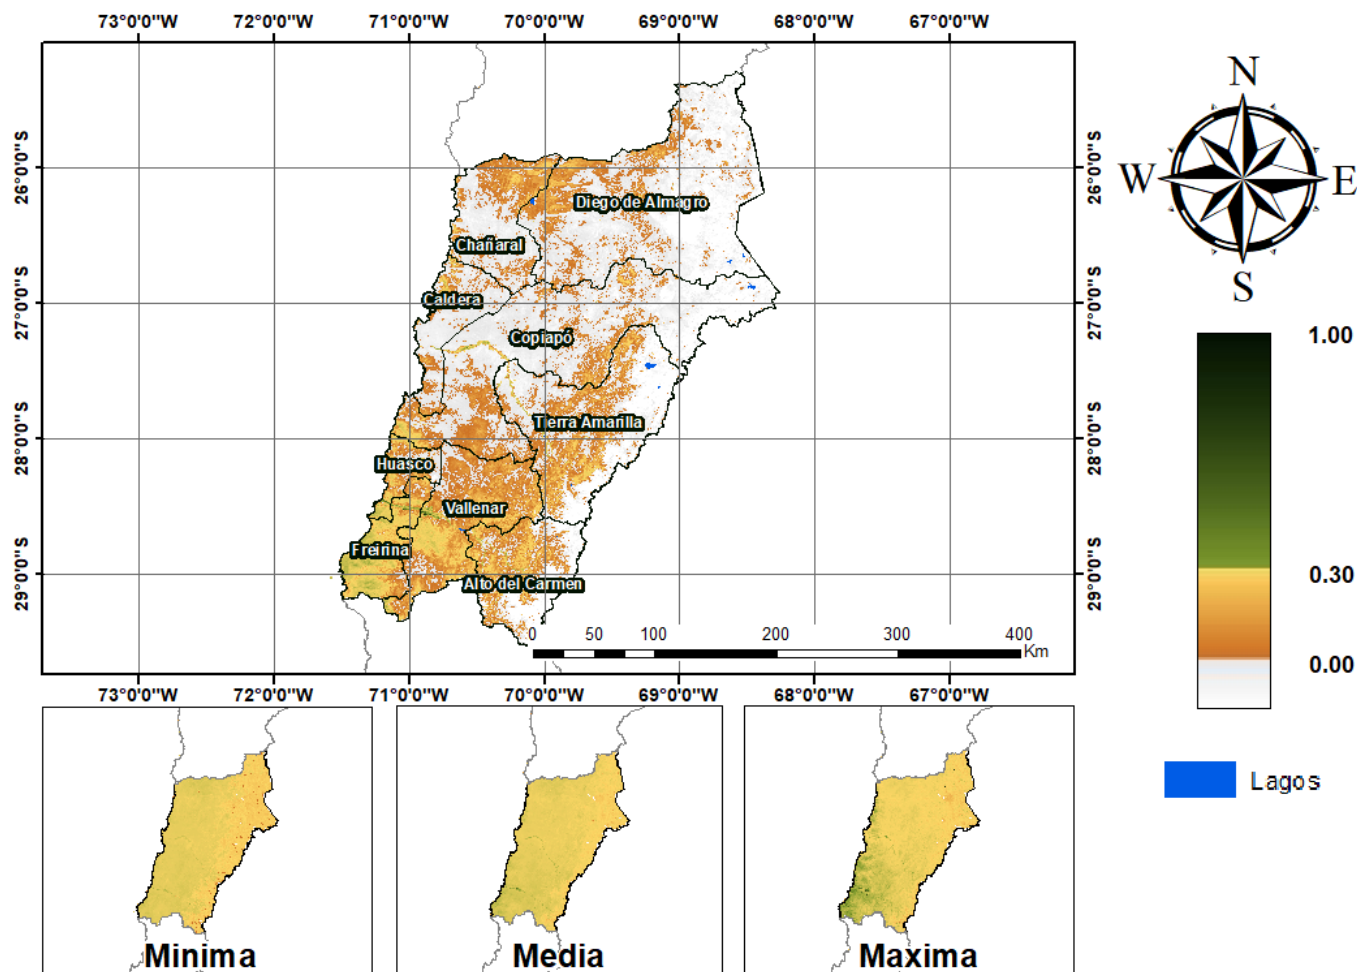 73°0'0"W 72°0'0"W 71°0'0"W 70°0'0"W 69°0'0"W 68°0'0"W 67°0'0"W
N
W E
S
26°0'0"S 26°0'0"S
27°0'0"S 27°0'0"S
28°0'0"S 28°0'0"S
29°0'0"S 29°0'0"S
Diego de Almagro
Chañaral
Caldera
Copiapó
Tierra Amarilla
Huasco
Vallenar
Freirina
Alto del Carmen
0 50 100 200 300 400
Km
73°0'0"W 72°0'0"W 71°0'0"W 70°0'0"W 69°0'0"W 68°0'0"W 67°0'0"W
1.00
0.30
0.00
Lagos
Minima Media Maxima